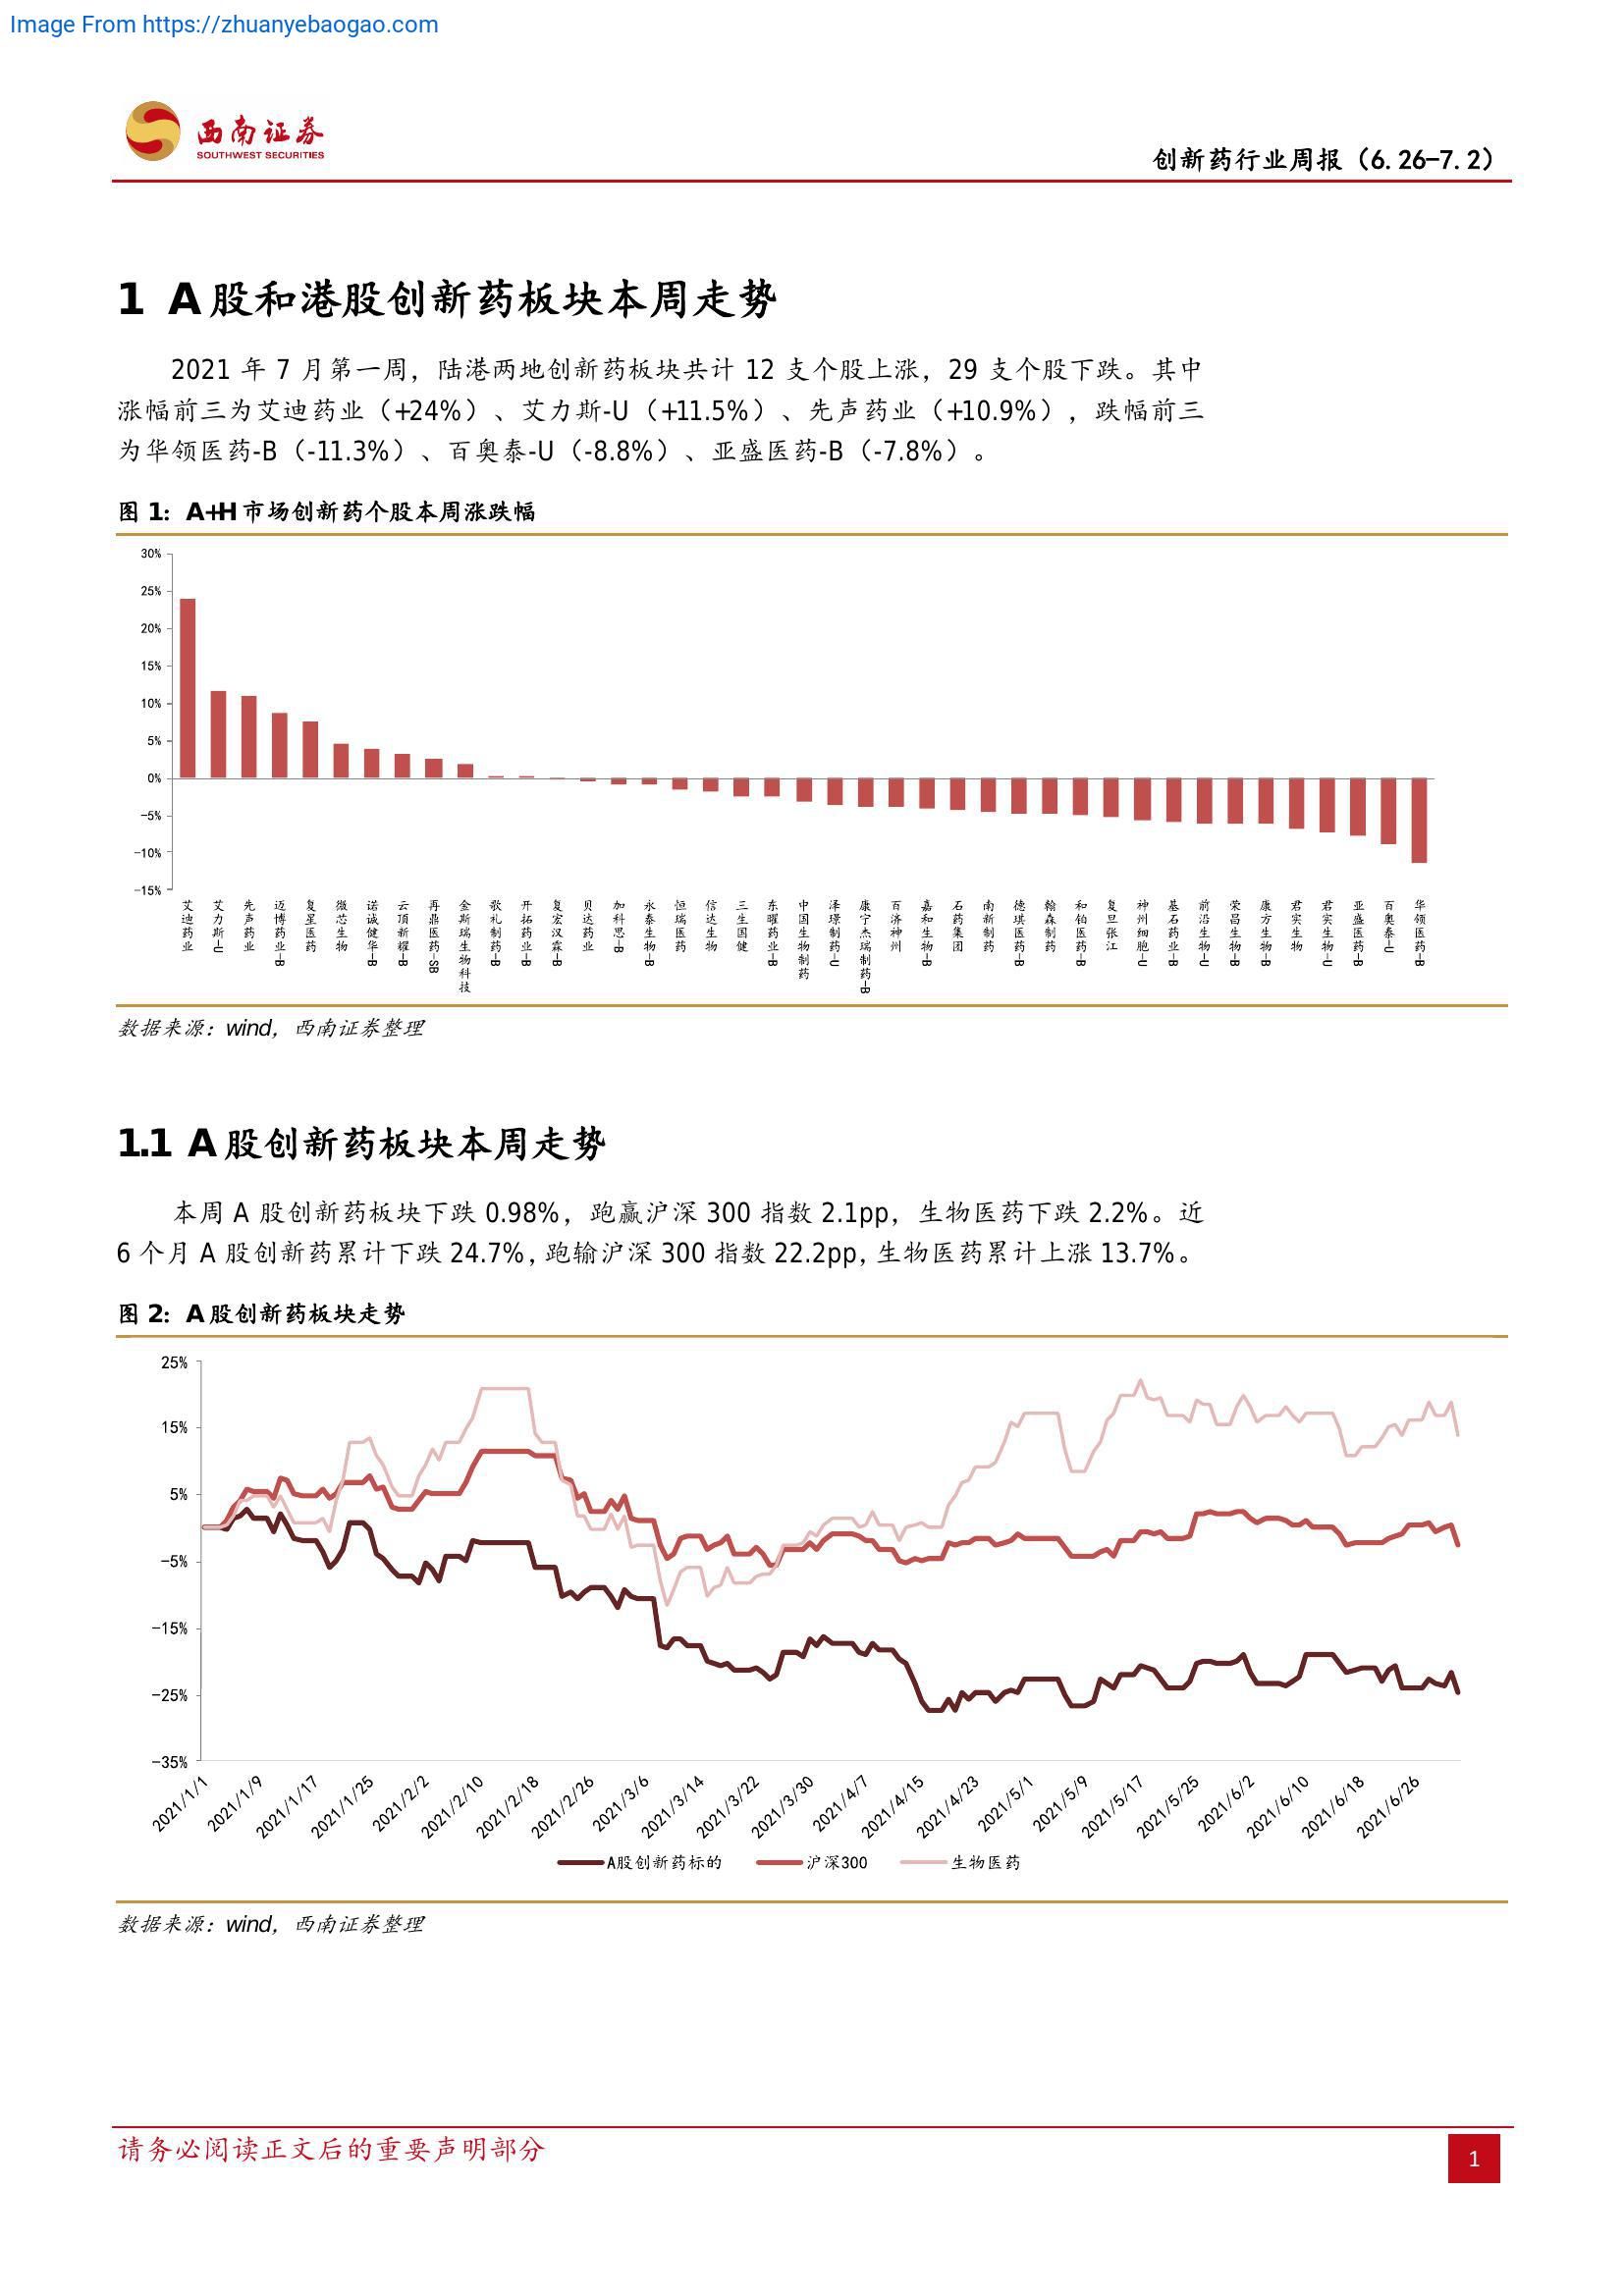 Image From https://zhuanyebaogao.com
西南证券
SOUTHWEST SECURITIES
创新药行业周报（6.26-7.2）
1 A 股和港股创新药板块本周走势
2021 年 7 月第一周，陆港两地创新药板块共计 12 支个股上涨，29 支个股下跌。其中
涨幅前三为艾迪药业（+24%）、艾力斯-U（+11.5%）、先声药业（+10.9%），跌幅前三
为华领医药-B（-11.3%）、百奥泰-U（-8.8%）、亚盛医药-B（-7.8%）。
图 1：A+H 市场创新药个股本周涨跌幅
30%
25%
20%
15%
10%
5%
0%
-5%
-10%
-15%
艾迪药业
艾力斯-U
先声药业
迈博药业-B
复星医药
微芯生物
诺诚健华-B
云顶新耀-B
再鼎医药-SB
金斯瑞生物科技
歌礼制药-B
开拓药业-B
复宏汉霖-B
贝达药业
加科思-B
永泰生物-B
恒瑞医药
信达生物
三生国健
东曜药业-B
中国生物制药
泽璟制药-U
康宁杰瑞制药-B
百济神州
嘉和生物-B
石药集团
南新制药
德琪医药-B
翰森制药
和铂医药-B
复旦张江
神州细胞-U
基石药业-B
前沿生物-U
荣昌生物-B
康方生物-B
君实生物
君实生物-U
亚盛医药-B
百奥泰-U
华领医药-B
数据来源：wind，西南证券整理
1.1 A 股创新药板块本周走势
本周 A 股创新药板块下跌 0.98%，跑赢沪深 300 指数 2.1pp，生物医药下跌 2.2%。近
6 个月 A 股创新药累计下跌 24.7%，跑输沪深 300 指数 22.2pp，生物医药累计上涨 13.7%。
图 2：A 股创新药板块走势
25%
15%
5%
-5%
-15%
-25%
-35%
2021/1/1
2021/1/9
2021/1/17
2021/1/25
2021/2/2
2021/2/10
2021/2/18
2021/2/26
2021/3/6
2021/3/14
2021/3/22
2021/3/30
2021/4/7
2021/4/15
2021/4/23
2021/5/1
2021/5/9
2021/5/17
2021/5/25
2021/6/2
2021/6/10
2021/6/18
2021/6/26
A股创新药标的 沪深300 生物医药
数据来源：wind，西南证券整理
请务必阅读正文后的重要声明部分
1